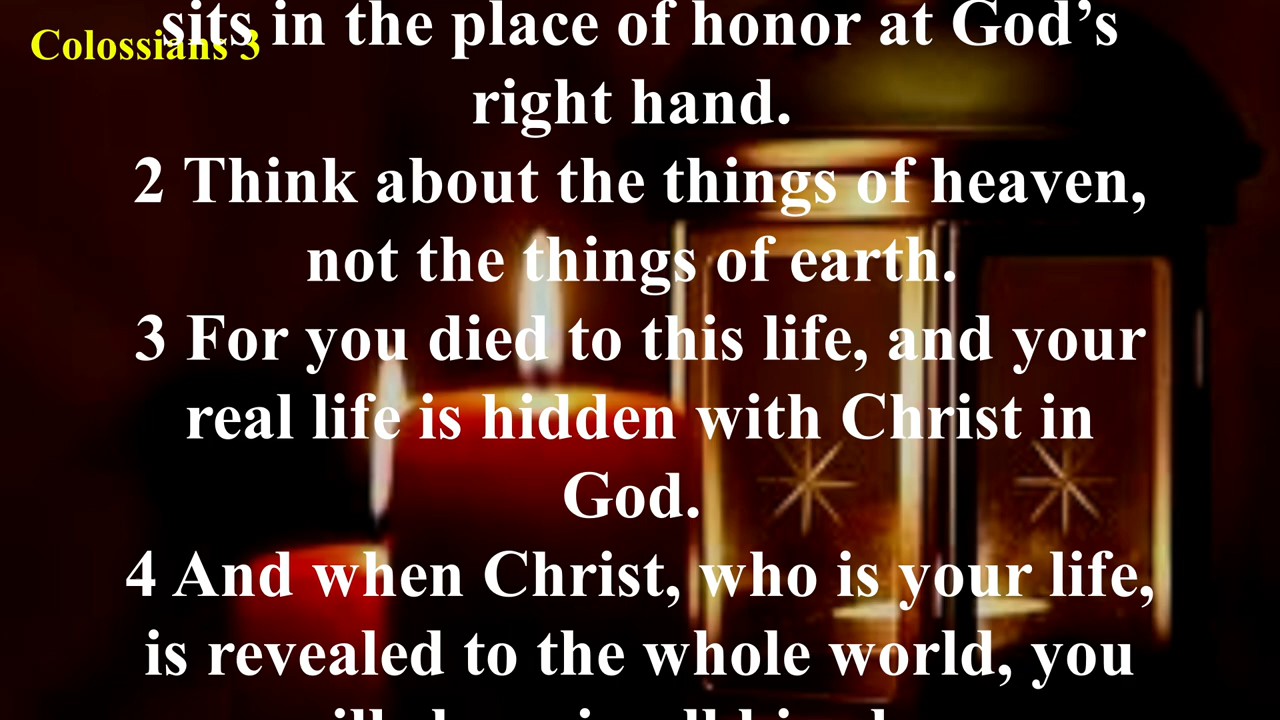 Colossians 3
sits in the place of honor at God’s
right hand.
2 Think about the things of heaven,
not the things of earth.
3 For you died to this life, and your
real life is hidden with Christ in
God.
4 And when Christ, who is your life,
is revealed to the whole world, you